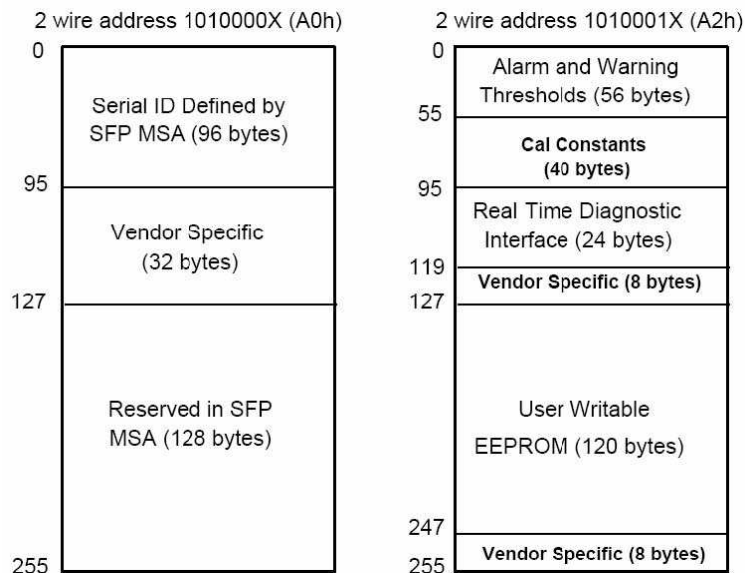 2 wire address 1010000X (A0h)
0
Serial ID Defined by
SFP MSA (96 bytes)
95
Vendor Specific
(32 bytes)
127
Reserved in SFP
MSA (128 bytes)
255
2 wire address 1010001X (A2h)
0
Alarm and Warning
Thresholds (56 bytes)
55
Cal Constants
(40 bytes)
95
Real Time Diagnostic
Interface (24 bytes)
119
Vendor Specific (8 bytes)
127
User Writable
EEPROM (120 bytes)
247
Vendor Specific (8 bytes)
255